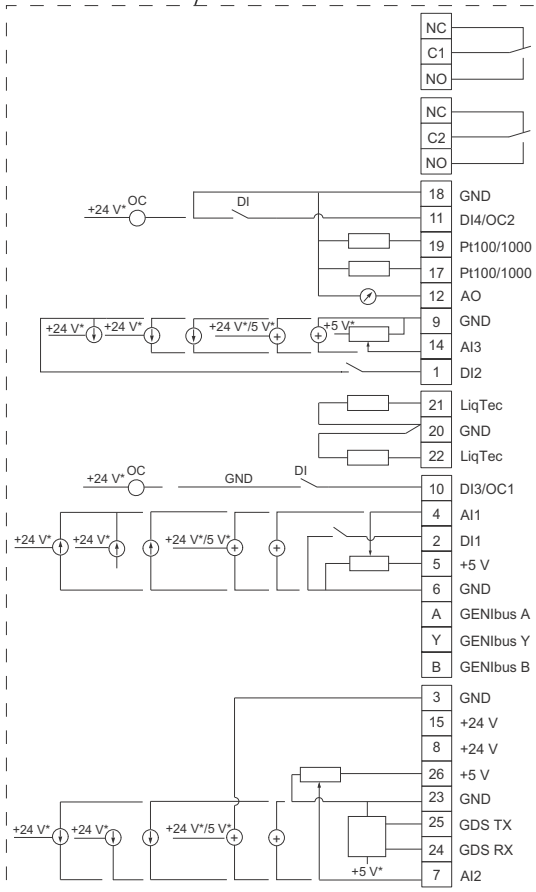 NC
C1
NO
NC
C2
NO
18 GND
+24 V* OC DI 11 DI4/OC2
19 Pt100/1000
17 Pt100/1000
12 AO
9 GND
+24 V* +24 V* +24 V*/5 V* +5 V*
14 AI3
1 DI2
21 LiqTec
20 GND
22 LiqTec
+24 V* OC GND DI 10 DI3/OC1
4 AI1
2 DI1
+24 V* +24 V* +24 V*/5 V*
5 +5 V
6 GND
A GENIbus A
Y GENIbus Y
B GENIbus B
3 GND
15 +24 V
8 +24 V
26 +5 V
23 GND
25 GDS TX
+24 V* +24 V* +24 V*/5 V*
24 GDS RX
+5 V*
7 AI2